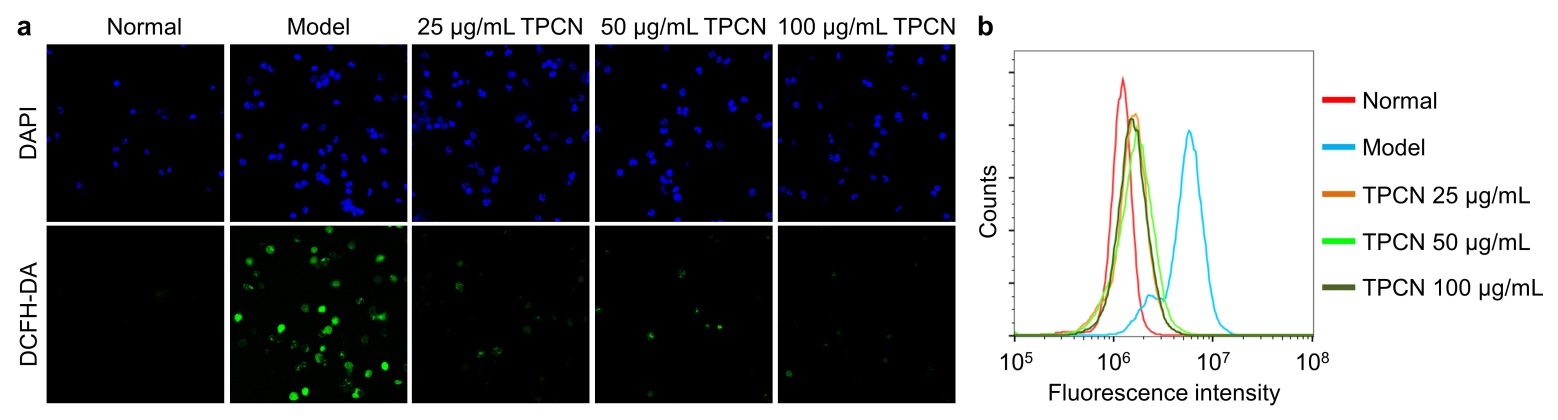 a
Normal Model 25 μg/mL TPCN 50 μg/mL TPCN 100 μg/mL TPCN
DAPI
DCFH-DA
b
Counts
10⁵ 10⁶ 10⁷ 10⁸
Fluorescence intensity
Normal
Model
TPCN 25 μg/mL
TPCN 50 μg/mL
TPCN 100 μg/mL